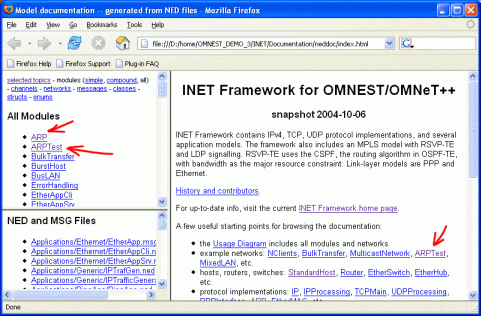 Model documentation -- generated from NED files - Mozilla Firefox
File Edit View Go Bookmarks Tools Help
file:///D:/home/OMNEST_DEMO_3/INET/Documentation/neddoc/index.html
Firefox Help Firefox Support Plug-in FAQ
selected topics - modules (simple, compound, all)
- channels - networks - messages - classes -
structs - enums
All Modules
ARP
ARPTest
BulkTransfer
BurstHost
BusLAN
ErrorHandling
EtherAppCli
NED and MSG Files
Applications/Ethernet/EtherApp.msg
Applications/Ethernet/EtherAppCli.n
Applications/Ethernet/EtherAppSrv.n
Applications/Generic/IPTrafGen.ned
Applications/Generic/IPTrafficGenera
INET Framework for OMNEST/OMNeT++
snapshot 2004-10-06
INET Framework contains IPv4, TCP, UDP protocol implementations, and several
application models. The framework also includes an MPLS model with RSVP-TE
and LDP signalling. RSVP-TE uses the CSPF, the routing algorithm in OSPF-TE,
with bandwidth as the major resource constraint. Link-layer models are PPP and
Ethernet.
History and contributors.
For up-to-date info, visit the current INET Framework home page.
A few useful starting points for browsing the documentation:
the Usage Diagram includes all modules and networks
example networks: NClients, BulkTransfer, MulticastNetwork, ARPTest,
MixedLAN, etc.
hosts, routers, switches: StandardHost, Router, EtherSwitch, EtherHub,
etc.
protocol implementations: IP, IPProcessing, TCPMain, UDPProcessing,
PPPInterface, ARP, EtherMAC, etc.
Done